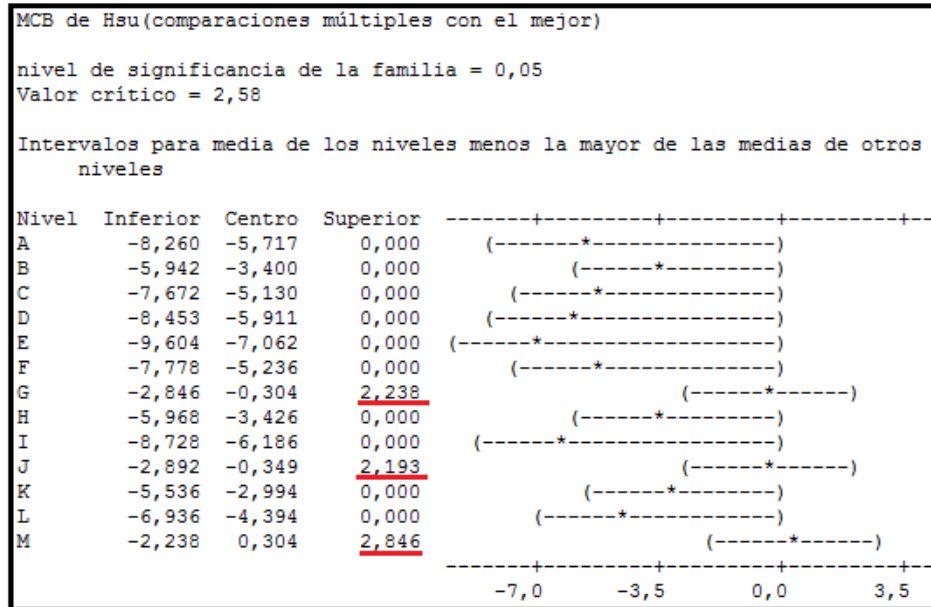 MCB de Hsu(comparaciones múltiples con el mejor)
nivel de significancia de la familia = 0,05
Valor crítico = 2,58
Intervalos para media de los niveles menos la mayor de las medias de otros
niveles
Nivel Inferior Centro Superior -------+---------+---------+---------+--
A -8,260 -5,717 0,000 (-------*---------------)
B -5,942 -3,400 0,000 (------*---------)
C -7,672 -5,130 0,000 (------*--------------)
D -8,453 -5,911 0,000 (------*----------------)
E -9,604 -7,062 0,000 (------*-------------------)
F -7,778 -5,236 0,000 (------*--------------)
G -2,846 -0,304 2,238 (------*------)
H -5,968 -3,426 0,000 (------*---------)
I -8,728 -6,186 0,000 (------*-----------------)
J -2,892 -0,349 2,193 (------*------)
K -5,536 -2,994 0,000 (------*--------)
L -6,936 -4,394 0,000 (------*------------)
M -2,238 0,304 2,846 (------*------)
-------+---------+---------+---------+--
-7,0 -3,5 0,0 3,5